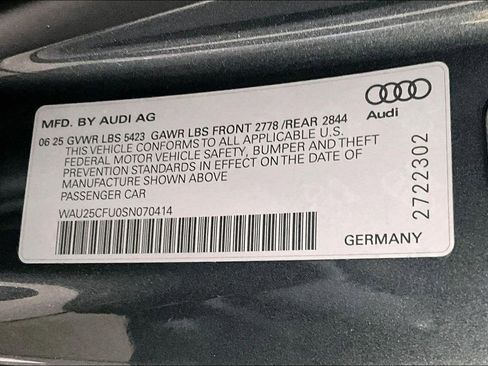 MFD. BY AUDI AG
Audi
06 25 GVWR LBS 5423 GAWR LBS FRONT 2778 /REAR 2844
THIS VEHICLE CONFORMS TO ALL APPLICABLE U.S.
FEDERAL MOTOR VEHICLE SAFETY, BUMPER AND THEFT
PREVENTION STANDARDS IN EFFECT ON THE DATE OF
MANUFACTURE SHOWN ABOVE
PASSENGER CAR
WAU25CFU0SN070414
GERMANY
2722302